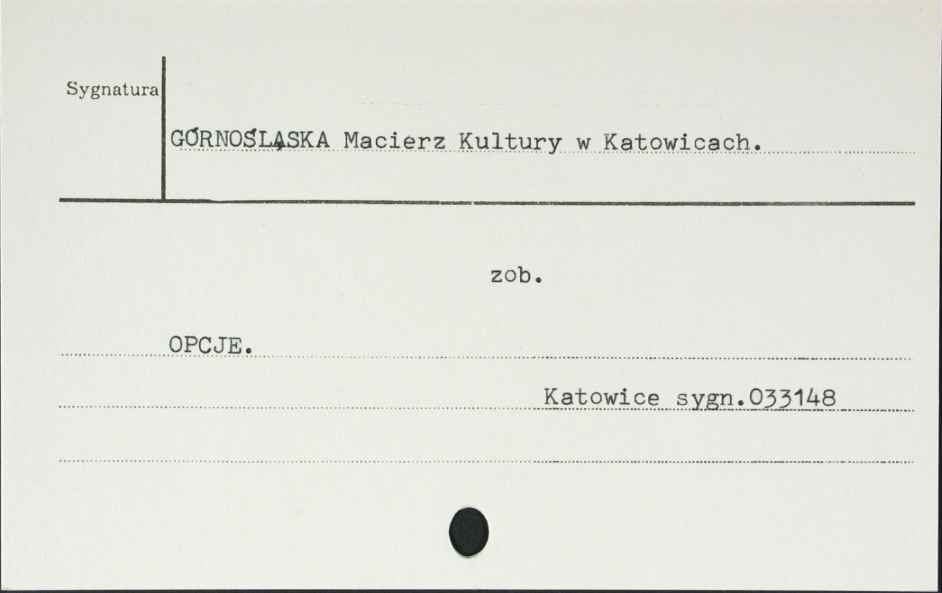 Sygnatura
GÓRNOŚLĄSKA Macierz Kultury w Katowicach.
zob.
OPCJE.
Katowice sygn.033148